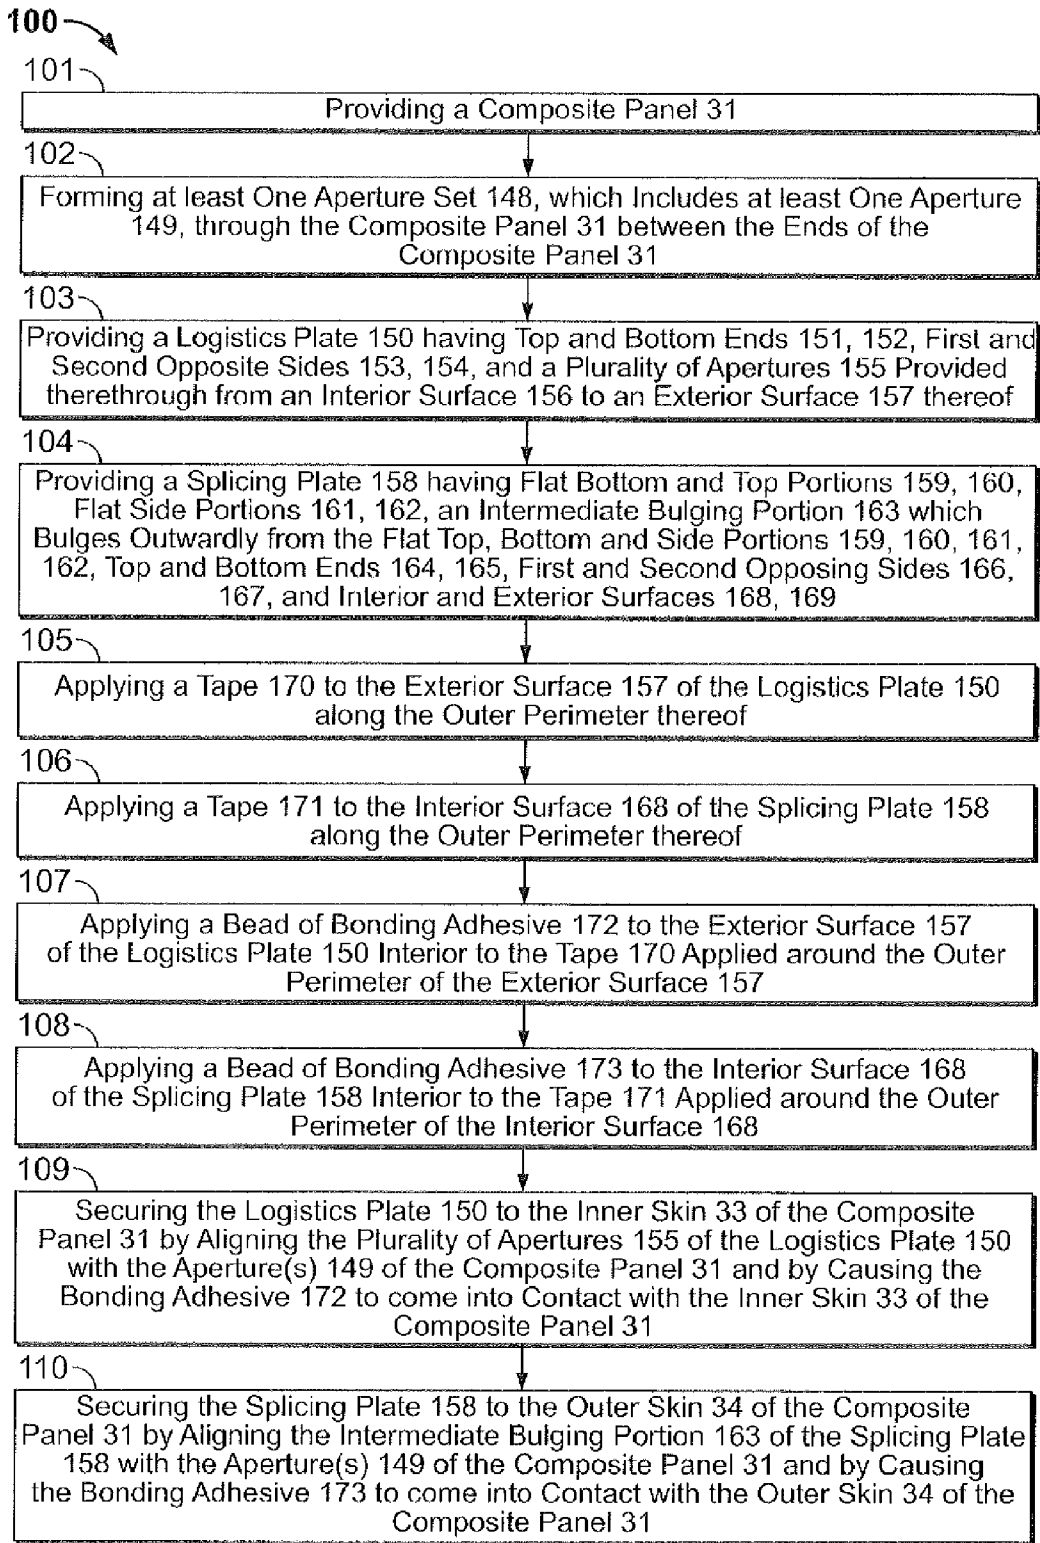 100
101
Providing a Composite Panel 31
102
Forming at least One Aperture Set 148, which Includes at least One Aperture
149, through the Composite Panel 31 between the Ends of the
Composite Panel 31
103
Providing a Logistics Plate 150 having Top and Bottom Ends 151, 152, First and
Second Opposite Sides 153, 154, and a Plurality of Apertures 155 Provided
therethrough from an Interior Surface 156 to an Exterior Surface 157 thereof
104
Providing a Splicing Plate 158 having Flat Bottom and Top Portions 159, 160,
Flat Side Portions 161, 162, an Intermediate Bulging Portion 163 which
Bulges Outwardly from the Flat Top, Bottom and Side Portions 159, 160, 161,
162, Top and Bottom Ends 164, 165, First and Second Opposing Sides 166,
167, and Interior and Exterior Surfaces 168, 169
105
Applying a Tape 170 to the Exterior Surface 157 of the Logistics Plate 150
along the Outer Perimeter thereof
106
Applying a Tape 171 to the Interior Surface 168 of the Splicing Plate 158
along the Outer Perimeter thereof
107
Applying a Bead of Bonding Adhesive 172 to the Exterior Surface 157
of the Logistics Plate 150 Interior to the Tape 170 Applied around the Outer
Perimeter of the Exterior Surface 157
108
Applying a Bead of Bonding Adhesive 173 to the Interior Surface 168
of the Splicing Plate 158 Interior to the Tape 171 Applied around the Outer
Perimeter of the Interior Surface 168
109
Securing the Logistics Plate 150 to the Inner Skin 33 of the Composite
Panel 31 by Aligning the Plurality of Apertures 155 of the Logistics Plate 150
with the Aperture(s) 149 of the Composite Panel 31 and by Causing the
Bonding Adhesive 172 to come into Contact with the Inner Skin 33 of the
Composite Panel 31
110
Securing the Splicing Plate 158 to the Outer Skin 34 of the Composite
Panel 31 by Aligning the Intermediate Bulging Portion 163 of the Splicing Plate
158 with the Aperture(s) 149 of the Composite Panel 31 and by Causing
the Bonding Adhesive 173 to come into Contact with the Outer Skin 34 of the
Composite Panel 31